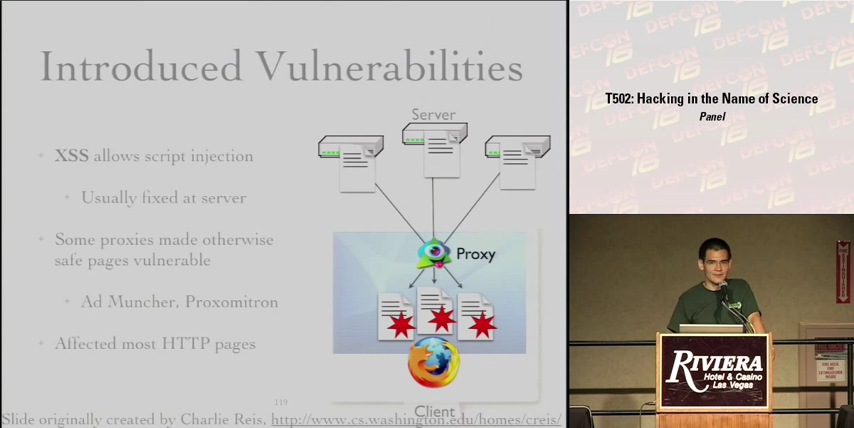 Introduced Vulnerabilities
XSS allows script injection
Usually fixed at server
Some proxies made otherwise
safe pages vulnerable
Ad Muncher, Proxomitron
Affected most HTTP pages
Server
Proxy
Client
119
Slide originally created by Charlie Reis, http://www.cs.washington.edu/homes/creis/
DEFCON 16
T502: Hacking in the Name of Science
Panel
RIVIERA
Hotel & Casino
Las Vegas